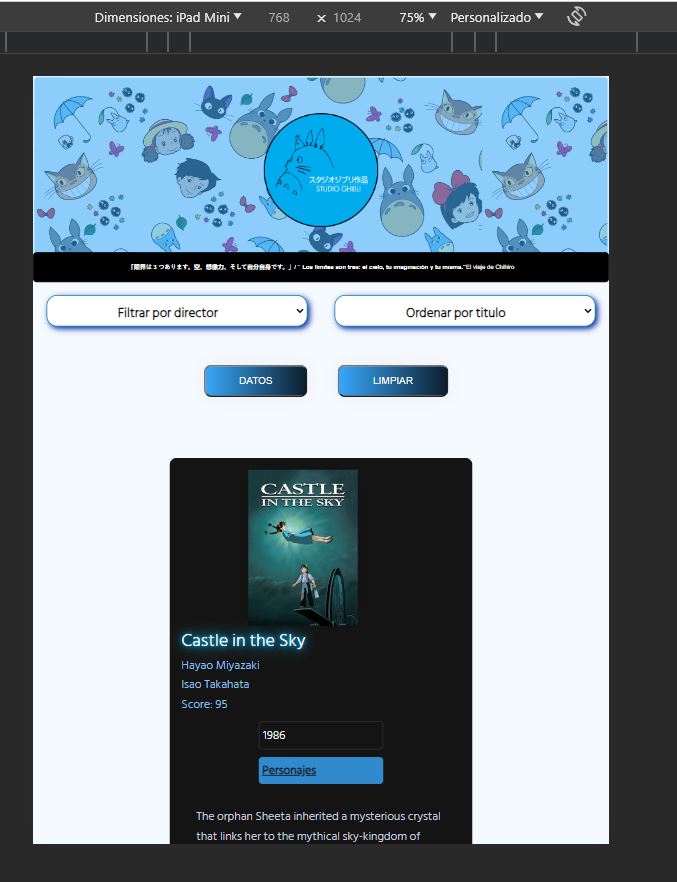 Dimensiones: iPad Mini ▼ 768 × 1024 75% ▼ Personalizado ▼
スタジオジブリ作品
STUDIO GHIBLI
「限界は３つあります。空、想像力、そして自分自身です。」/ " Los límites son tres: el cielo, tu imaginación y tu misma."El viaje de Chihiro
Filtrar por director
Ordenar por titulo
DATOS
LIMPIAR
CASTLE
IN THE SKY
Castle in the Sky
Hayao Miyazaki
Isao Takahata
Score: 95
1986
Personajes
The orphan Sheeta inherited a mysterious crystal
that links her to the mythical sky-kingdom of